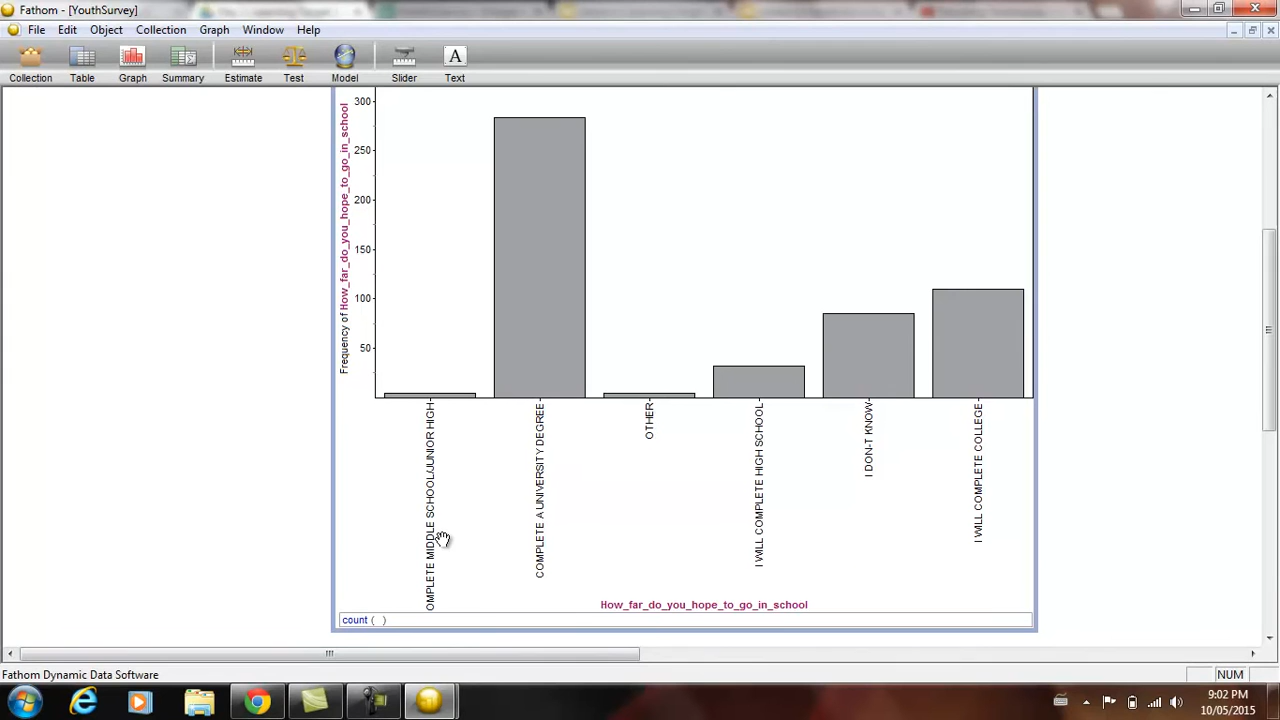 Fathom - [YouthSurvey]
File Edit Object Collection Graph Window Help
Collection Table Graph Summary Estimate Test Model Slider Text
A
Frequency of How_far_do_you_hope_to_go_in_school
300
250
200
150
100
50
OMPLETE MIDDLE SCHOOL/JUNIOR HIGH
COMPLETE A UNIVERSITY DEGREE
OTHER
I WILL COMPLETE HIGH SCHOOL
I DON-T KNOW
I WILL COMPLETE COLLEGE
How_far_do_you_hope_to_go_in_school
count ( )
Fathom Dynamic Data Software
NUM
9:02 PM
10/05/2015